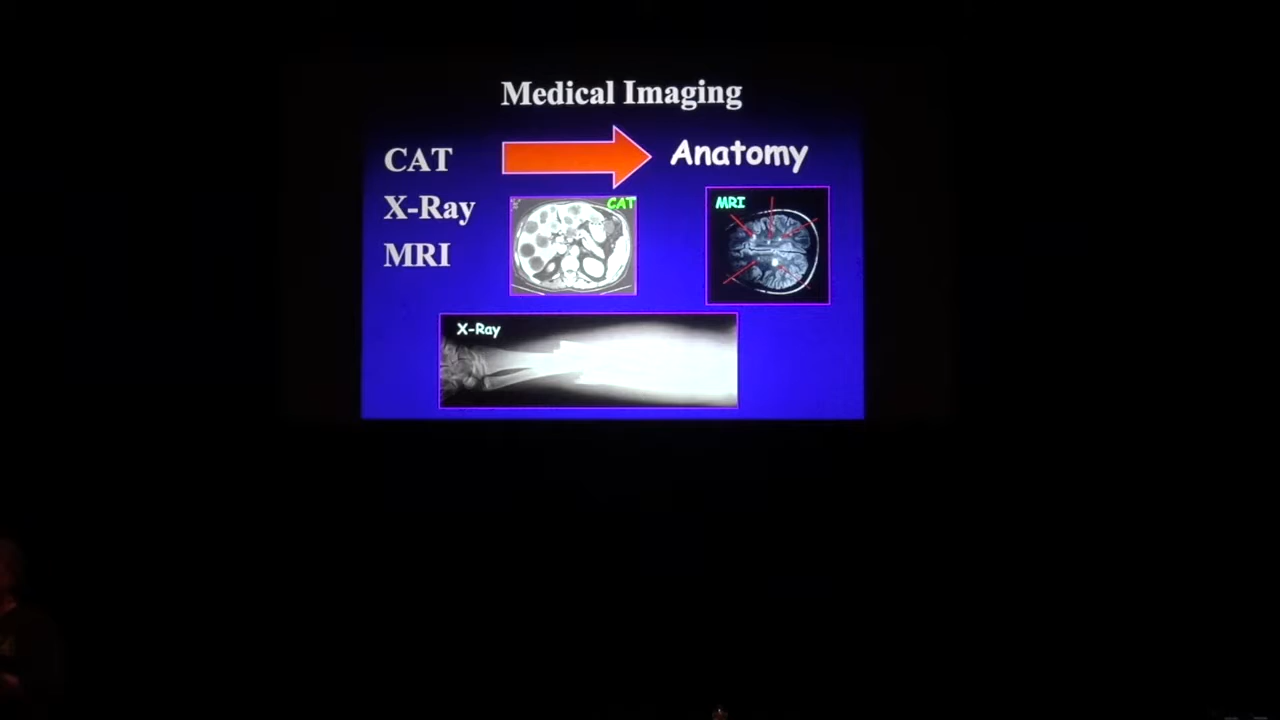 Medical Imaging
CAT
Anatomy
X-Ray
MRI
CAT
MRI
X-Ray